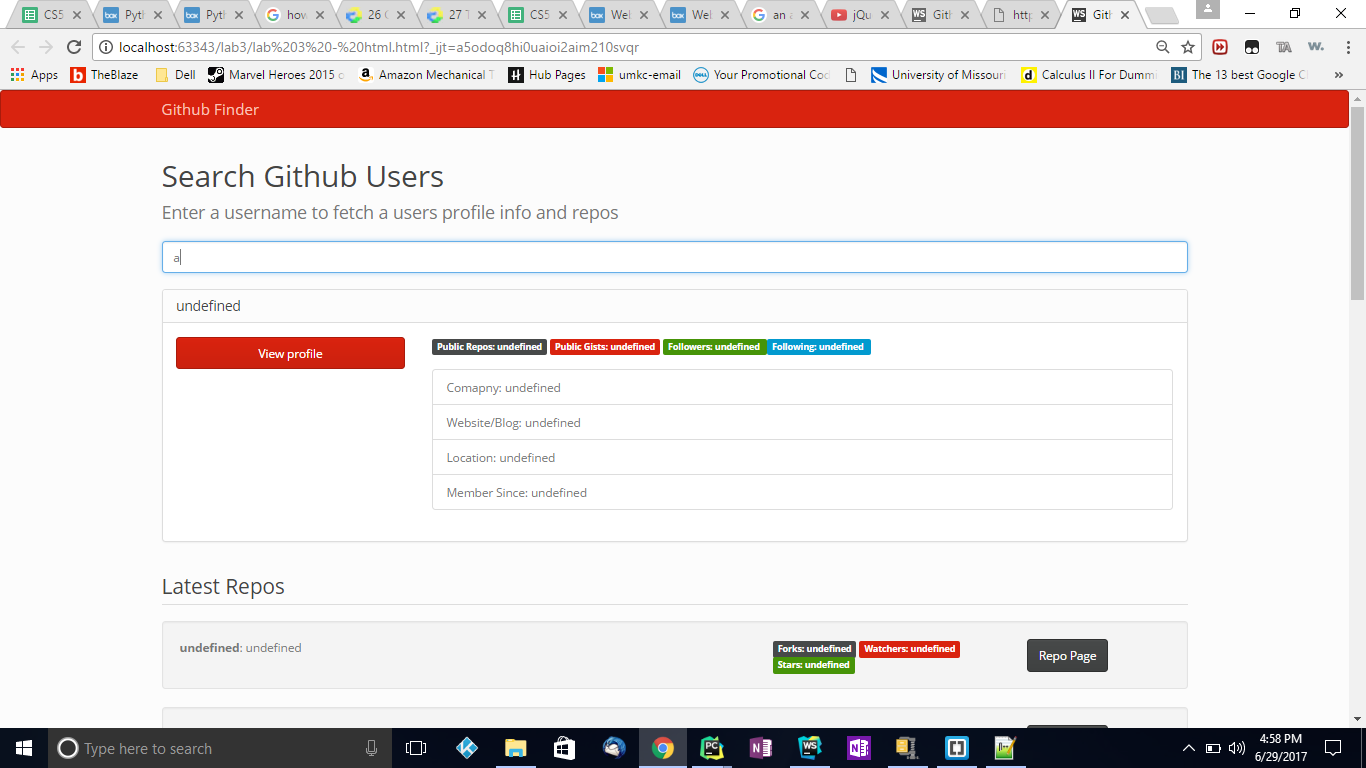 CS5
Pyth
Pyth
how
26 C
27 T
CS5
Wel
Wel
an a
jQu
Gith
http
Gith
localhost:63343/lab3/lab%203%20-%20html.html?_ijt=a5odoq8hi0uaioi2aim210svqr
Apps
TheBlaze
Dell
Marvel Heroes 2015 o
Amazon Mechanical T
Hub Pages
umkc-email
Your Promotional Cod
University of Missouri
Calculus II For Dummi
The 13 best Google Ch
Github Finder
Search Github Users
Enter a username to fetch a users profile info and repos
a
undefined
View profile
Public Repos: undefined Public Gists: undefined Followers: undefined Following: undefined
Comapny: undefined
Website/Blog: undefined
Location: undefined
Member Since: undefined
Latest Repos
undefined: undefined
Forks: undefined Watchers: undefined
Stars: undefined
Repo Page
Type here to search
4:58 PM
6/29/2017